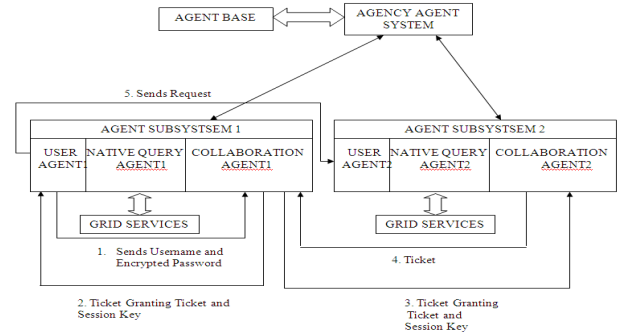 AGENT BASE
AGENCY AGENT
SYSTEM
5. Sends Request
AGENT SUBSYSTSEM 1
USER
AGENT1
NATIVE QUERY
AGENT1
COLLABORATION
AGENT1
AGENT SUBSYSTSEM 2
USER
AGENT2
NATIVE QUERY
AGENT2
COLLABORATION
AGENT2
GRID SERVICES
GRID SERVICES
1. Sends Username and
Encrypted Password
4. Ticket
2. Ticket Granting Ticket and
Session Key
3. Ticket Granting
Ticket and
Session Key